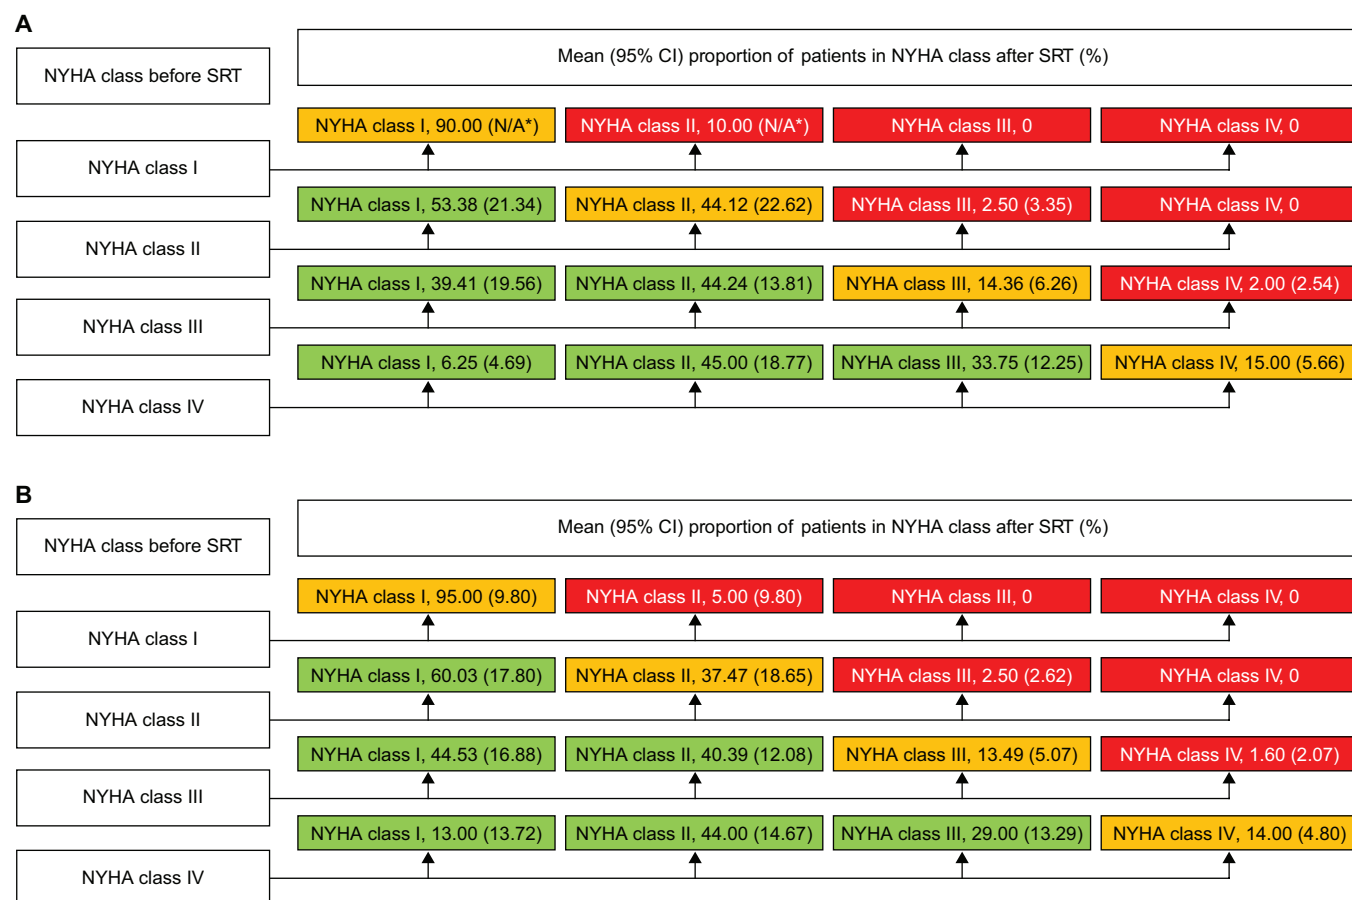 A
NYHA class before SRT
Mean (95% CI) proportion of patients in NYHA class after SRT (%)
NYHA class I, 90.00 (N/A*)
NYHA class II, 10.00 (N/A*)
NYHA class III, 0
NYHA class IV, 0
NYHA class I
NYHA class I, 53.38 (21.34)
NYHA class II, 44.12 (22.62)
NYHA class III, 2.50 (3.35)
NYHA class IV, 0
NYHA class II
NYHA class I, 39.41 (19.56)
NYHA class II, 44.24 (13.81)
NYHA class III, 14.36 (6.26)
NYHA class IV, 2.00 (2.54)
NYHA class III
NYHA class I, 6.25 (4.69)
NYHA class II, 45.00 (18.77)
NYHA class III, 33.75 (12.25)
NYHA class IV, 15.00 (5.66)
NYHA class IV
B
NYHA class before SRT
Mean (95% CI) proportion of patients in NYHA class after SRT (%)
NYHA class I, 95.00 (9.80)
NYHA class II, 5.00 (9.80)
NYHA class III, 0
NYHA class IV, 0
NYHA class I
NYHA class I, 60.03 (17.80)
NYHA class II, 37.47 (18.65)
NYHA class III, 2.50 (2.62)
NYHA class IV, 0
NYHA class II
NYHA class I, 44.53 (16.88)
NYHA class II, 40.39 (12.08)
NYHA class III, 13.49 (5.07)
NYHA class IV, 1.60 (2.07)
NYHA class III
NYHA class I, 13.00 (13.72)
NYHA class II, 44.00 (14.67)
NYHA class III, 29.00 (13.29)
NYHA class IV, 14.00 (4.80)
NYHA class IV